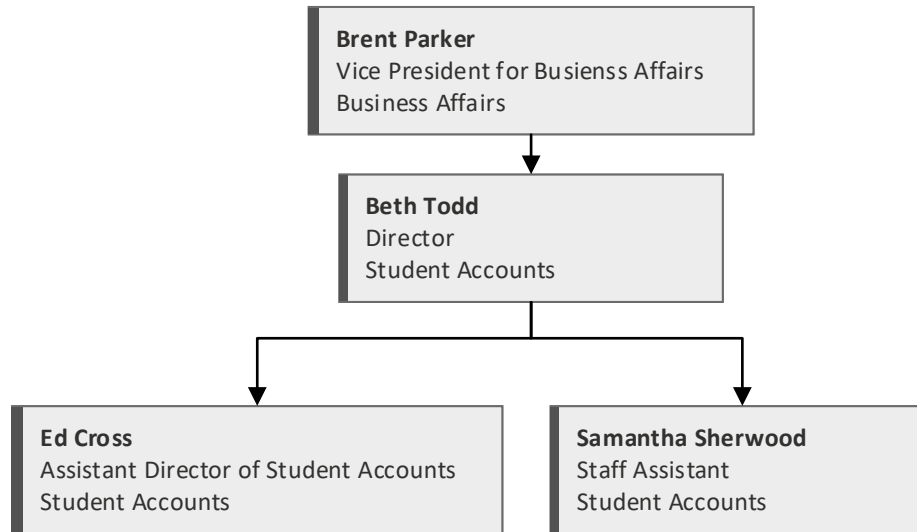 Brent Parker
Vice President for Busienss Affairs
Business Affairs
Beth Todd
Director
Student Accounts
Ed Cross
Assistant Director of Student Accounts
Student Accounts
Samantha Sherwood
Staff Assistant
Student Accounts